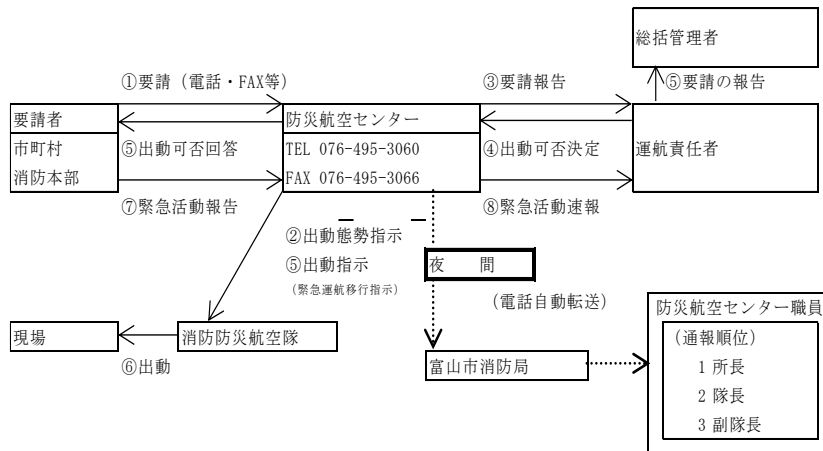 総括管理者
①要請（電話・FAX等）
③要請報告
⑤要請の報告
要請者
市町村
消防本部
⑤出動可否回答
防災航空センター
TEL 076-495-3060
FAX 076-495-3066
④出動可否決定
運航責任者
⑦緊急活動報告
⑧緊急活動速報
②出動態勢指示
⑤出動指示
（緊急運航移行指示）
夜　間
（電話自動転送）
現場
⑥出動
消防防災航空隊
富山市消防局
防災航空センター職員
（通報順位）
1 所長
2 隊長
3 副隊長